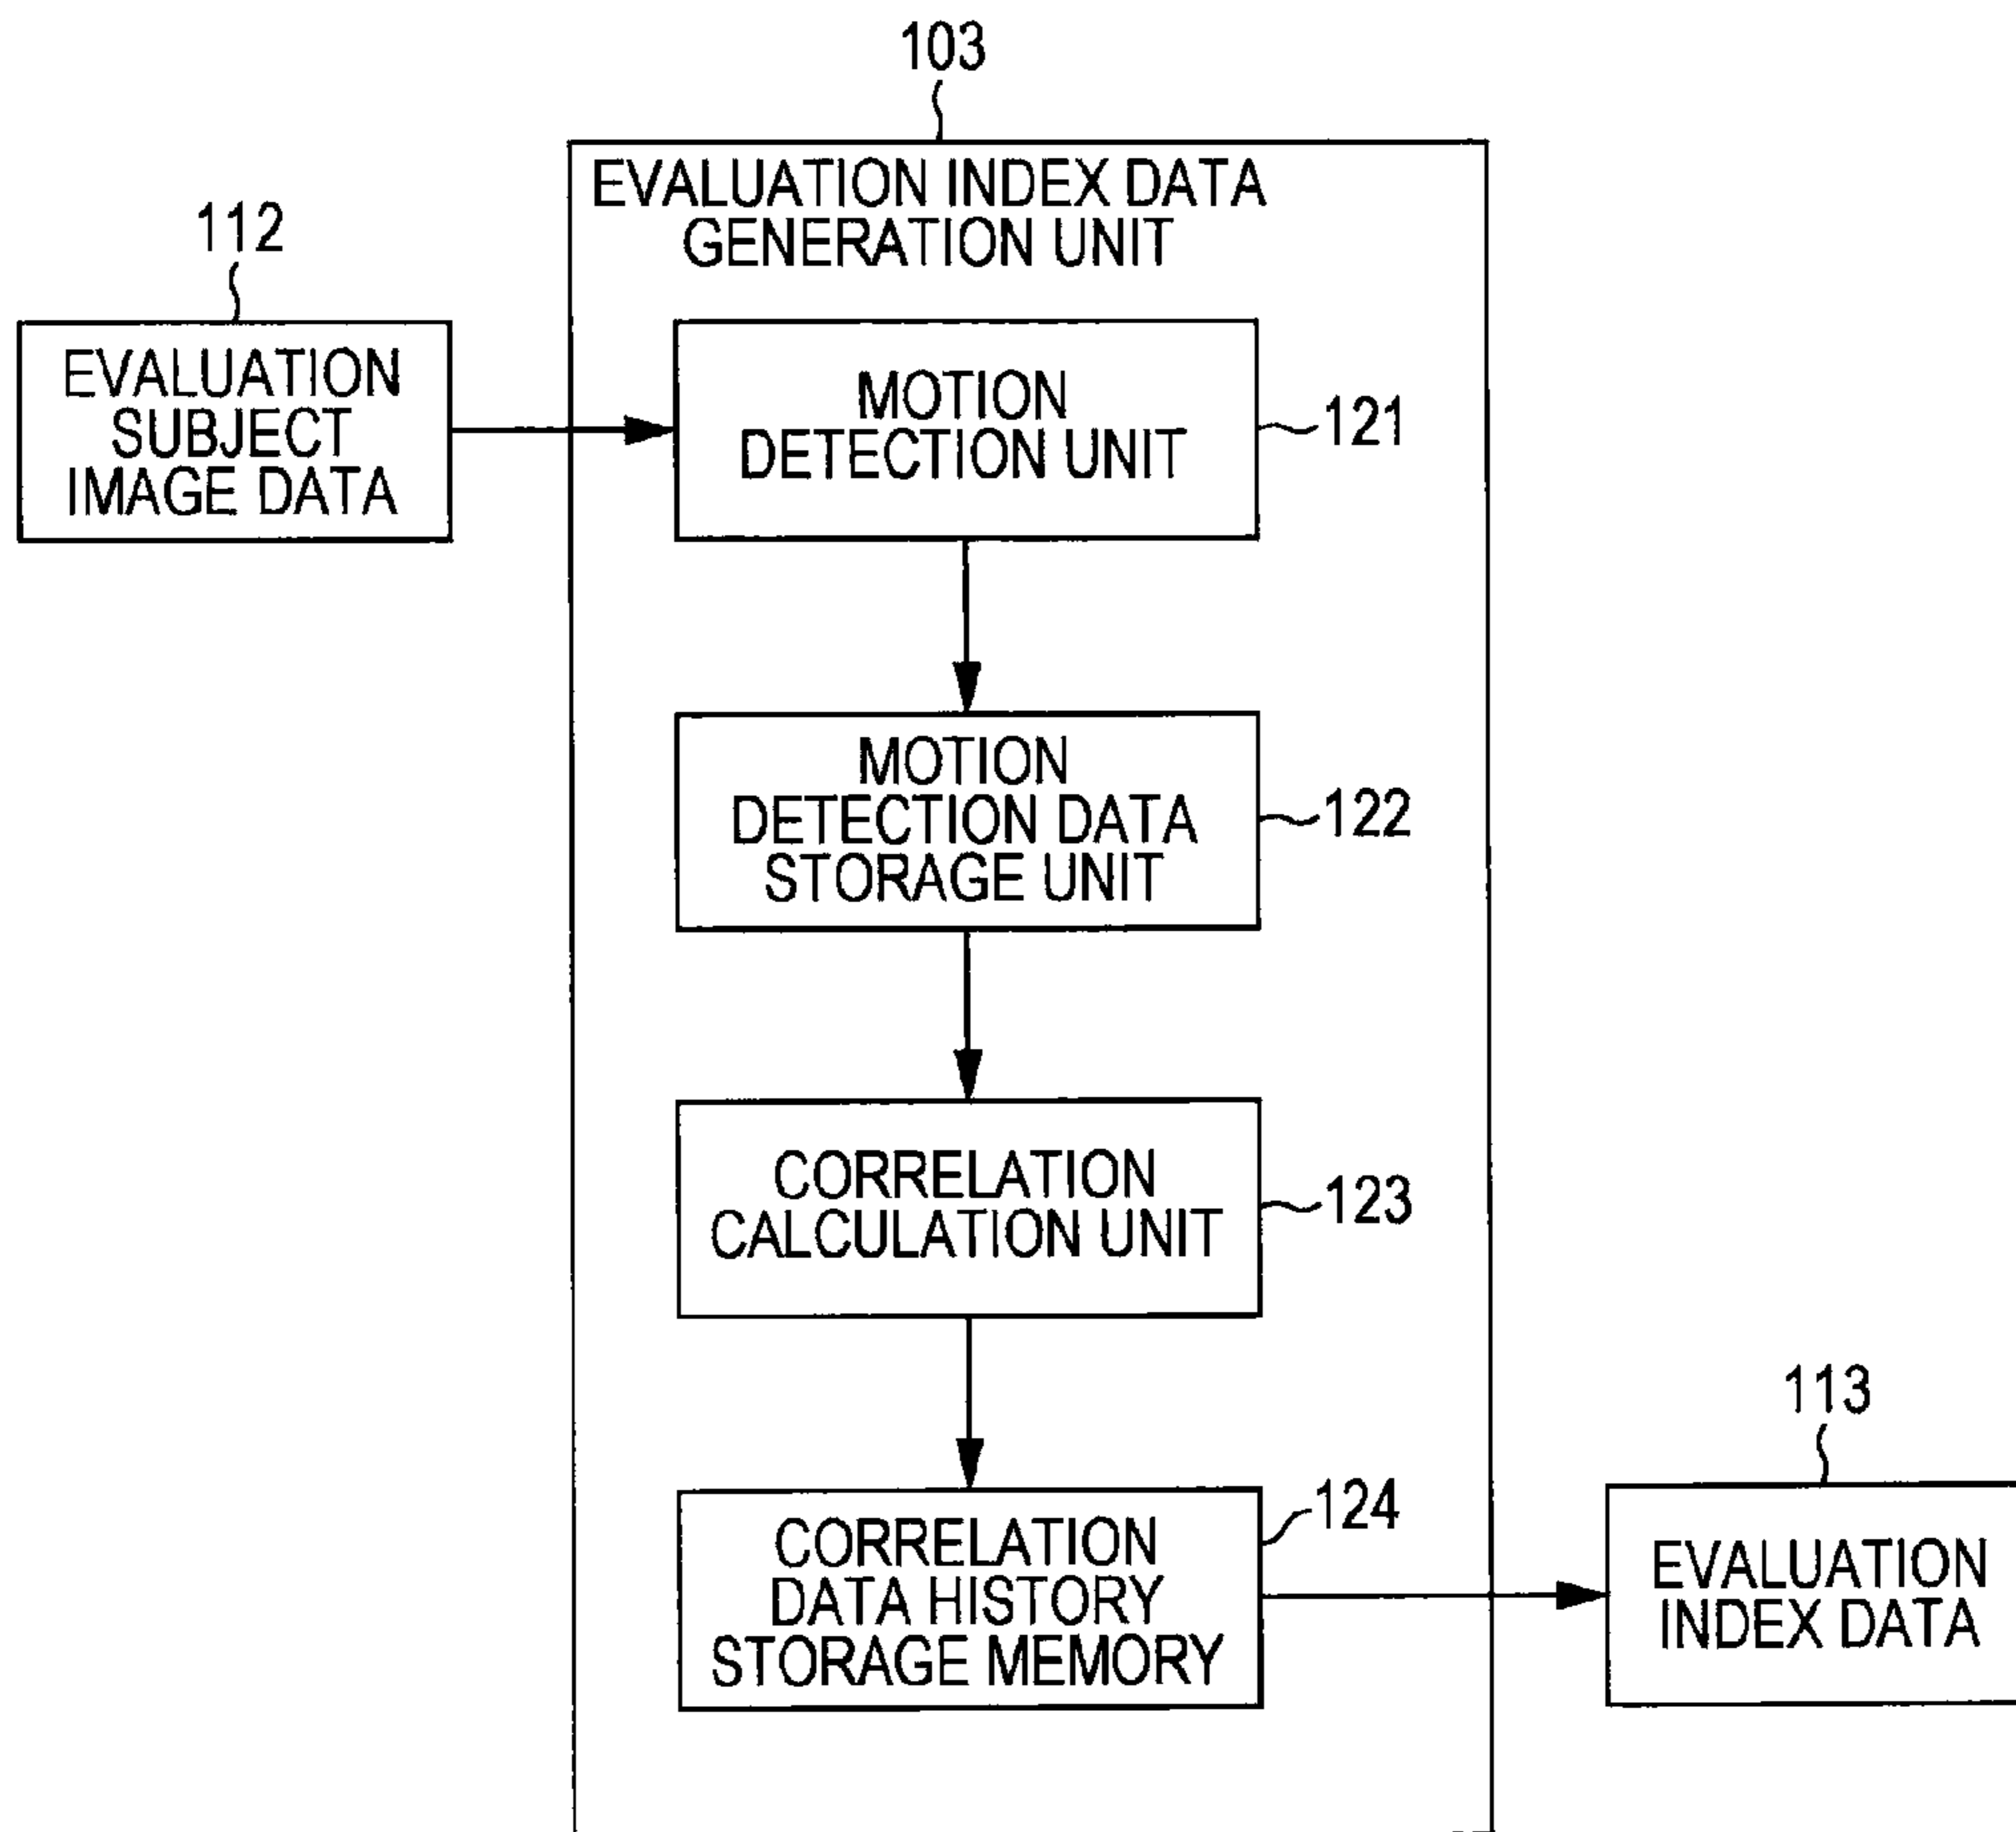 103
EVALUATION INDEX DATA
GENERATION UNIT
112
EVALUATION
SUBJECT
IMAGE DATA
MOTION
DETECTION UNIT
121
MOTION
DETECTION DATA
STORAGE UNIT
122
CORRELATION
CALCULATION UNIT
123
CORRELATION
DATA HISTORY
STORAGE MEMORY
124
113
EVALUATION
INDEX DATA